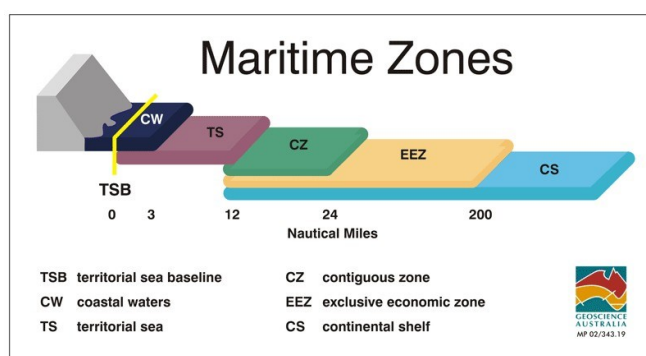 Maritime Zones
CW
TS
CZ
EEZ
CS
TSB
0 3 12 24 200
Nautical Miles
TSB territorial sea baseline
CW coastal waters
TS territorial sea
CZ contiguous zone
EEZ exclusive economic zone
CS continental shelf
GEOSCIENCE
AUSTRALIA
MP 02/343.19